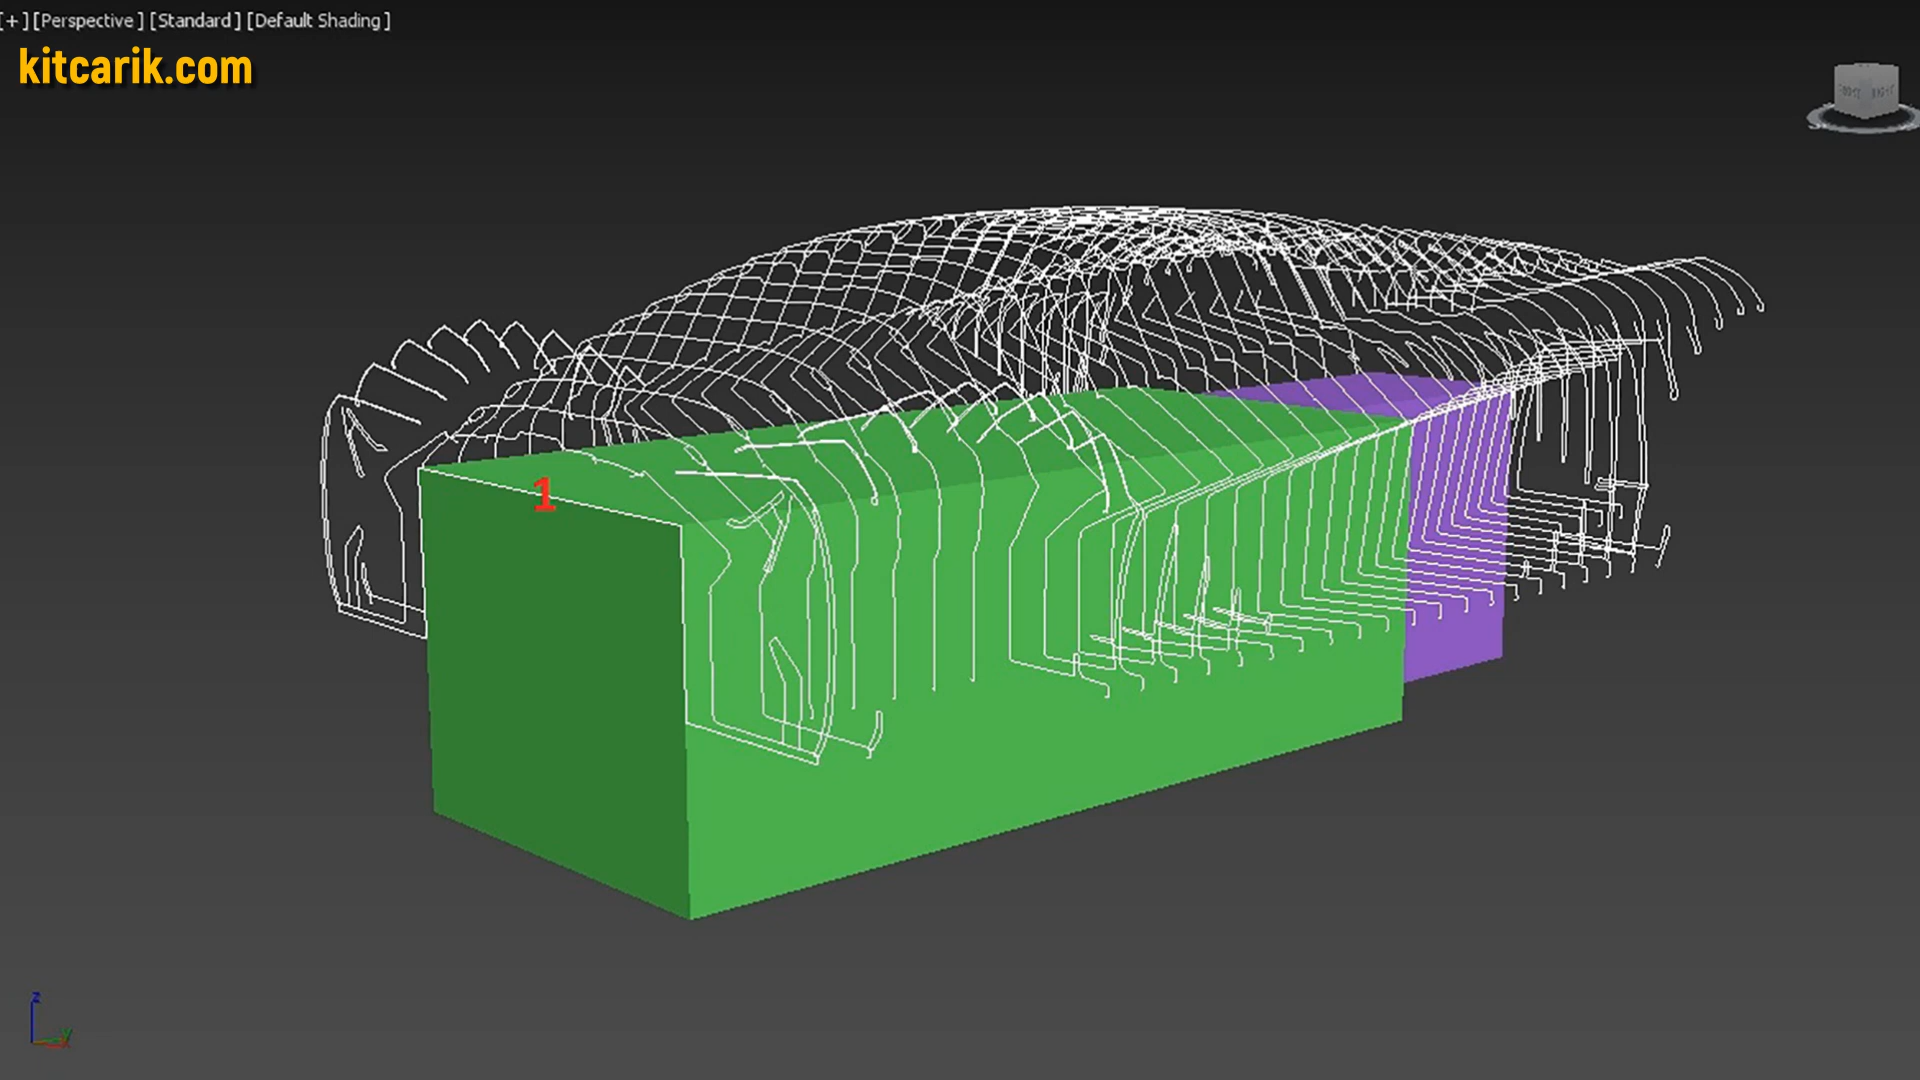 [+] [Perspective] [Standard] [Default Shading]
kitcarik.com
1
z
y
x